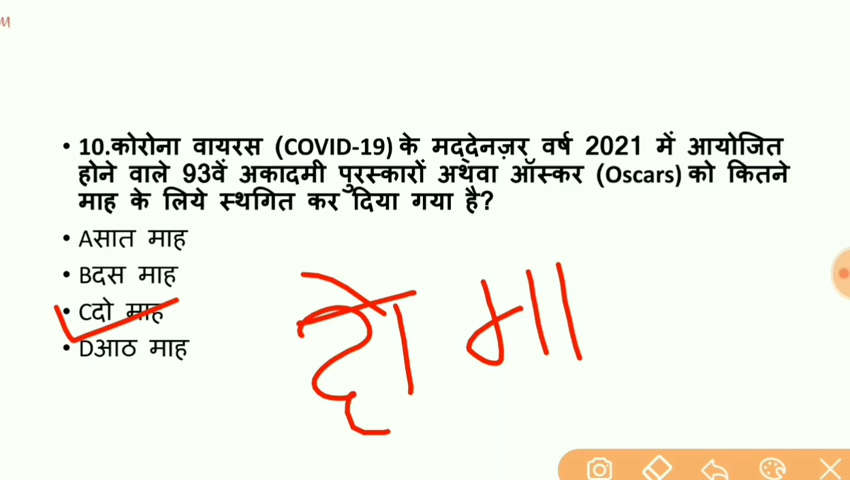 • 10.कोरोना वायरस (COVID-19) के मद्देनज़र वर्ष 2021 में आयोजित
होने वाले 93वें अकादमी पुरस्कारों अथवा ऑस्कर (Oscars) को कितने
माह के लिये स्थगित कर दिया गया है?
• Aसात माह
• Bदस माह
• Cदो माह
• Dआठ माह
दो मा